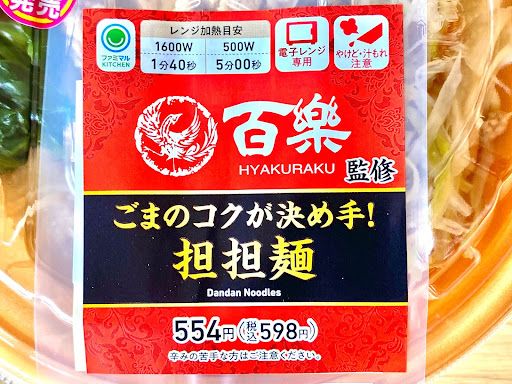 発売
ファミマル
KITCHEN
レンジ加熱目安
1600W 500W
1分40秒 5分00秒
電子レンジ
専用
やけど・汁もれ
注意
百樂
HYAKURAKU
監修
ごまのコクが決め手!
担担麺
Dandan Noodles
554円(税込598円)
辛みの苦手な方はご注意ください。